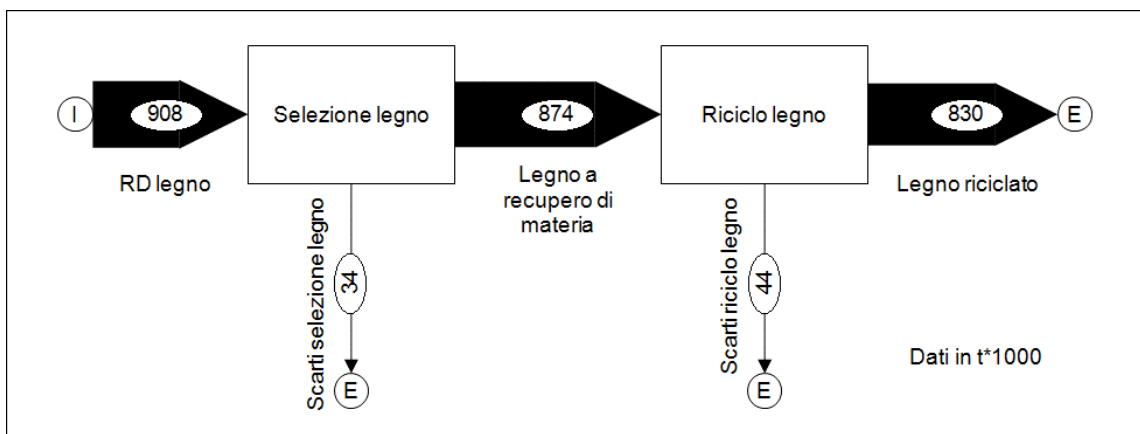 I
908
Selezione legno
874
Riciclo legno
830
E
RD legno
Legno a
recupero di
materia
Legno riciclato
Scarti selezione legno
34
E
Scarti riciclo legno
44
E
Dati in t*1000